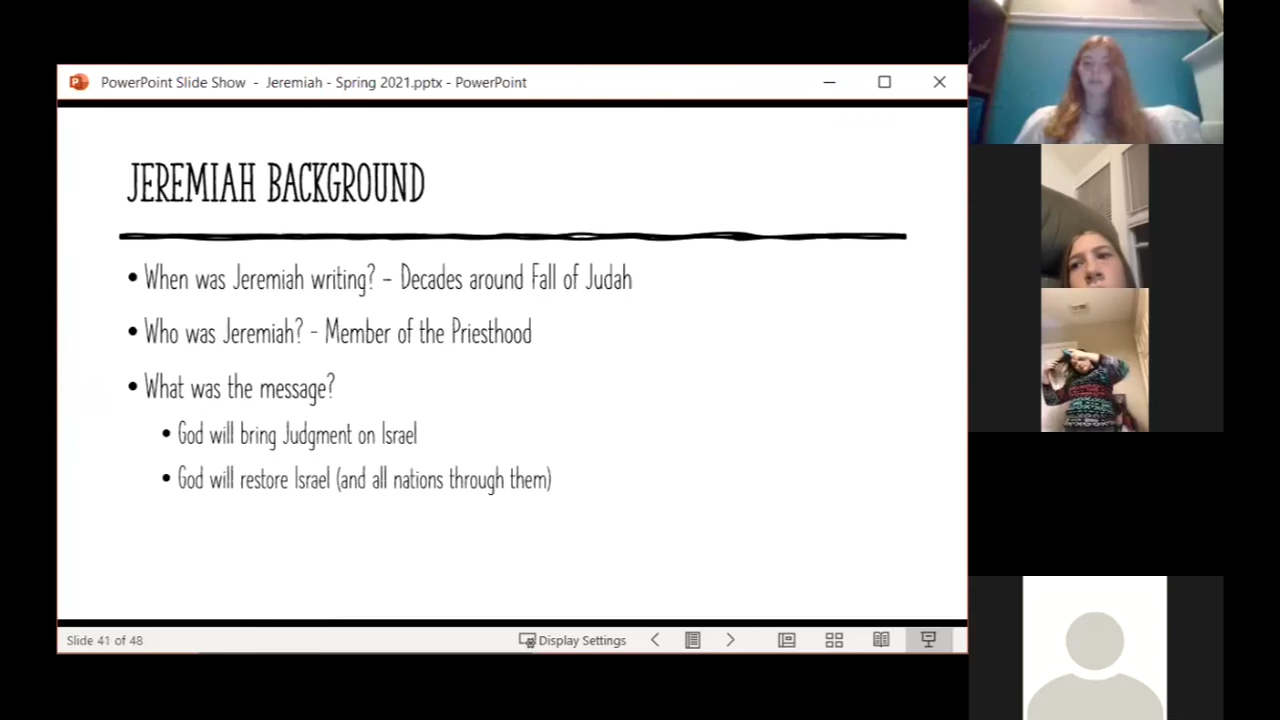 PowerPoint Slide Show - Jeremiah - Spring 2021.pptx - PowerPoint
JEREMIAH BACKGROUND
• When was Jeremiah writing? - Decades around Fall of Judah
• Who was Jeremiah? - Member of the Priesthood
• What was the message?
• God will bring Judgment on Israel
• God will restore Israel (and all nations through them)
Slide 41 of 48
Display Settings